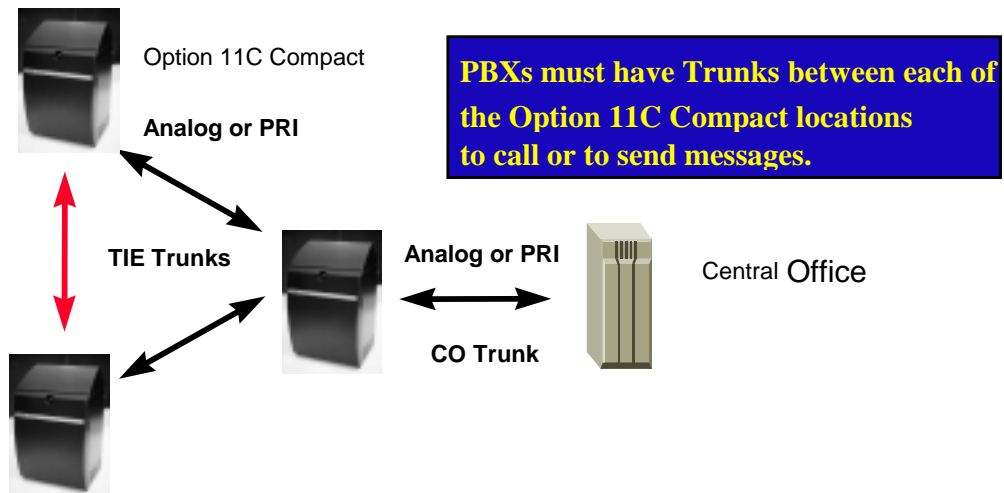 Option 11C Compact
PBXs must have Trunks between each of
the Option 11C Compact locations
to call or to send messages.
Analog or PRI
TIE Trunks
Analog or PRI
Central Office
CO Trunk